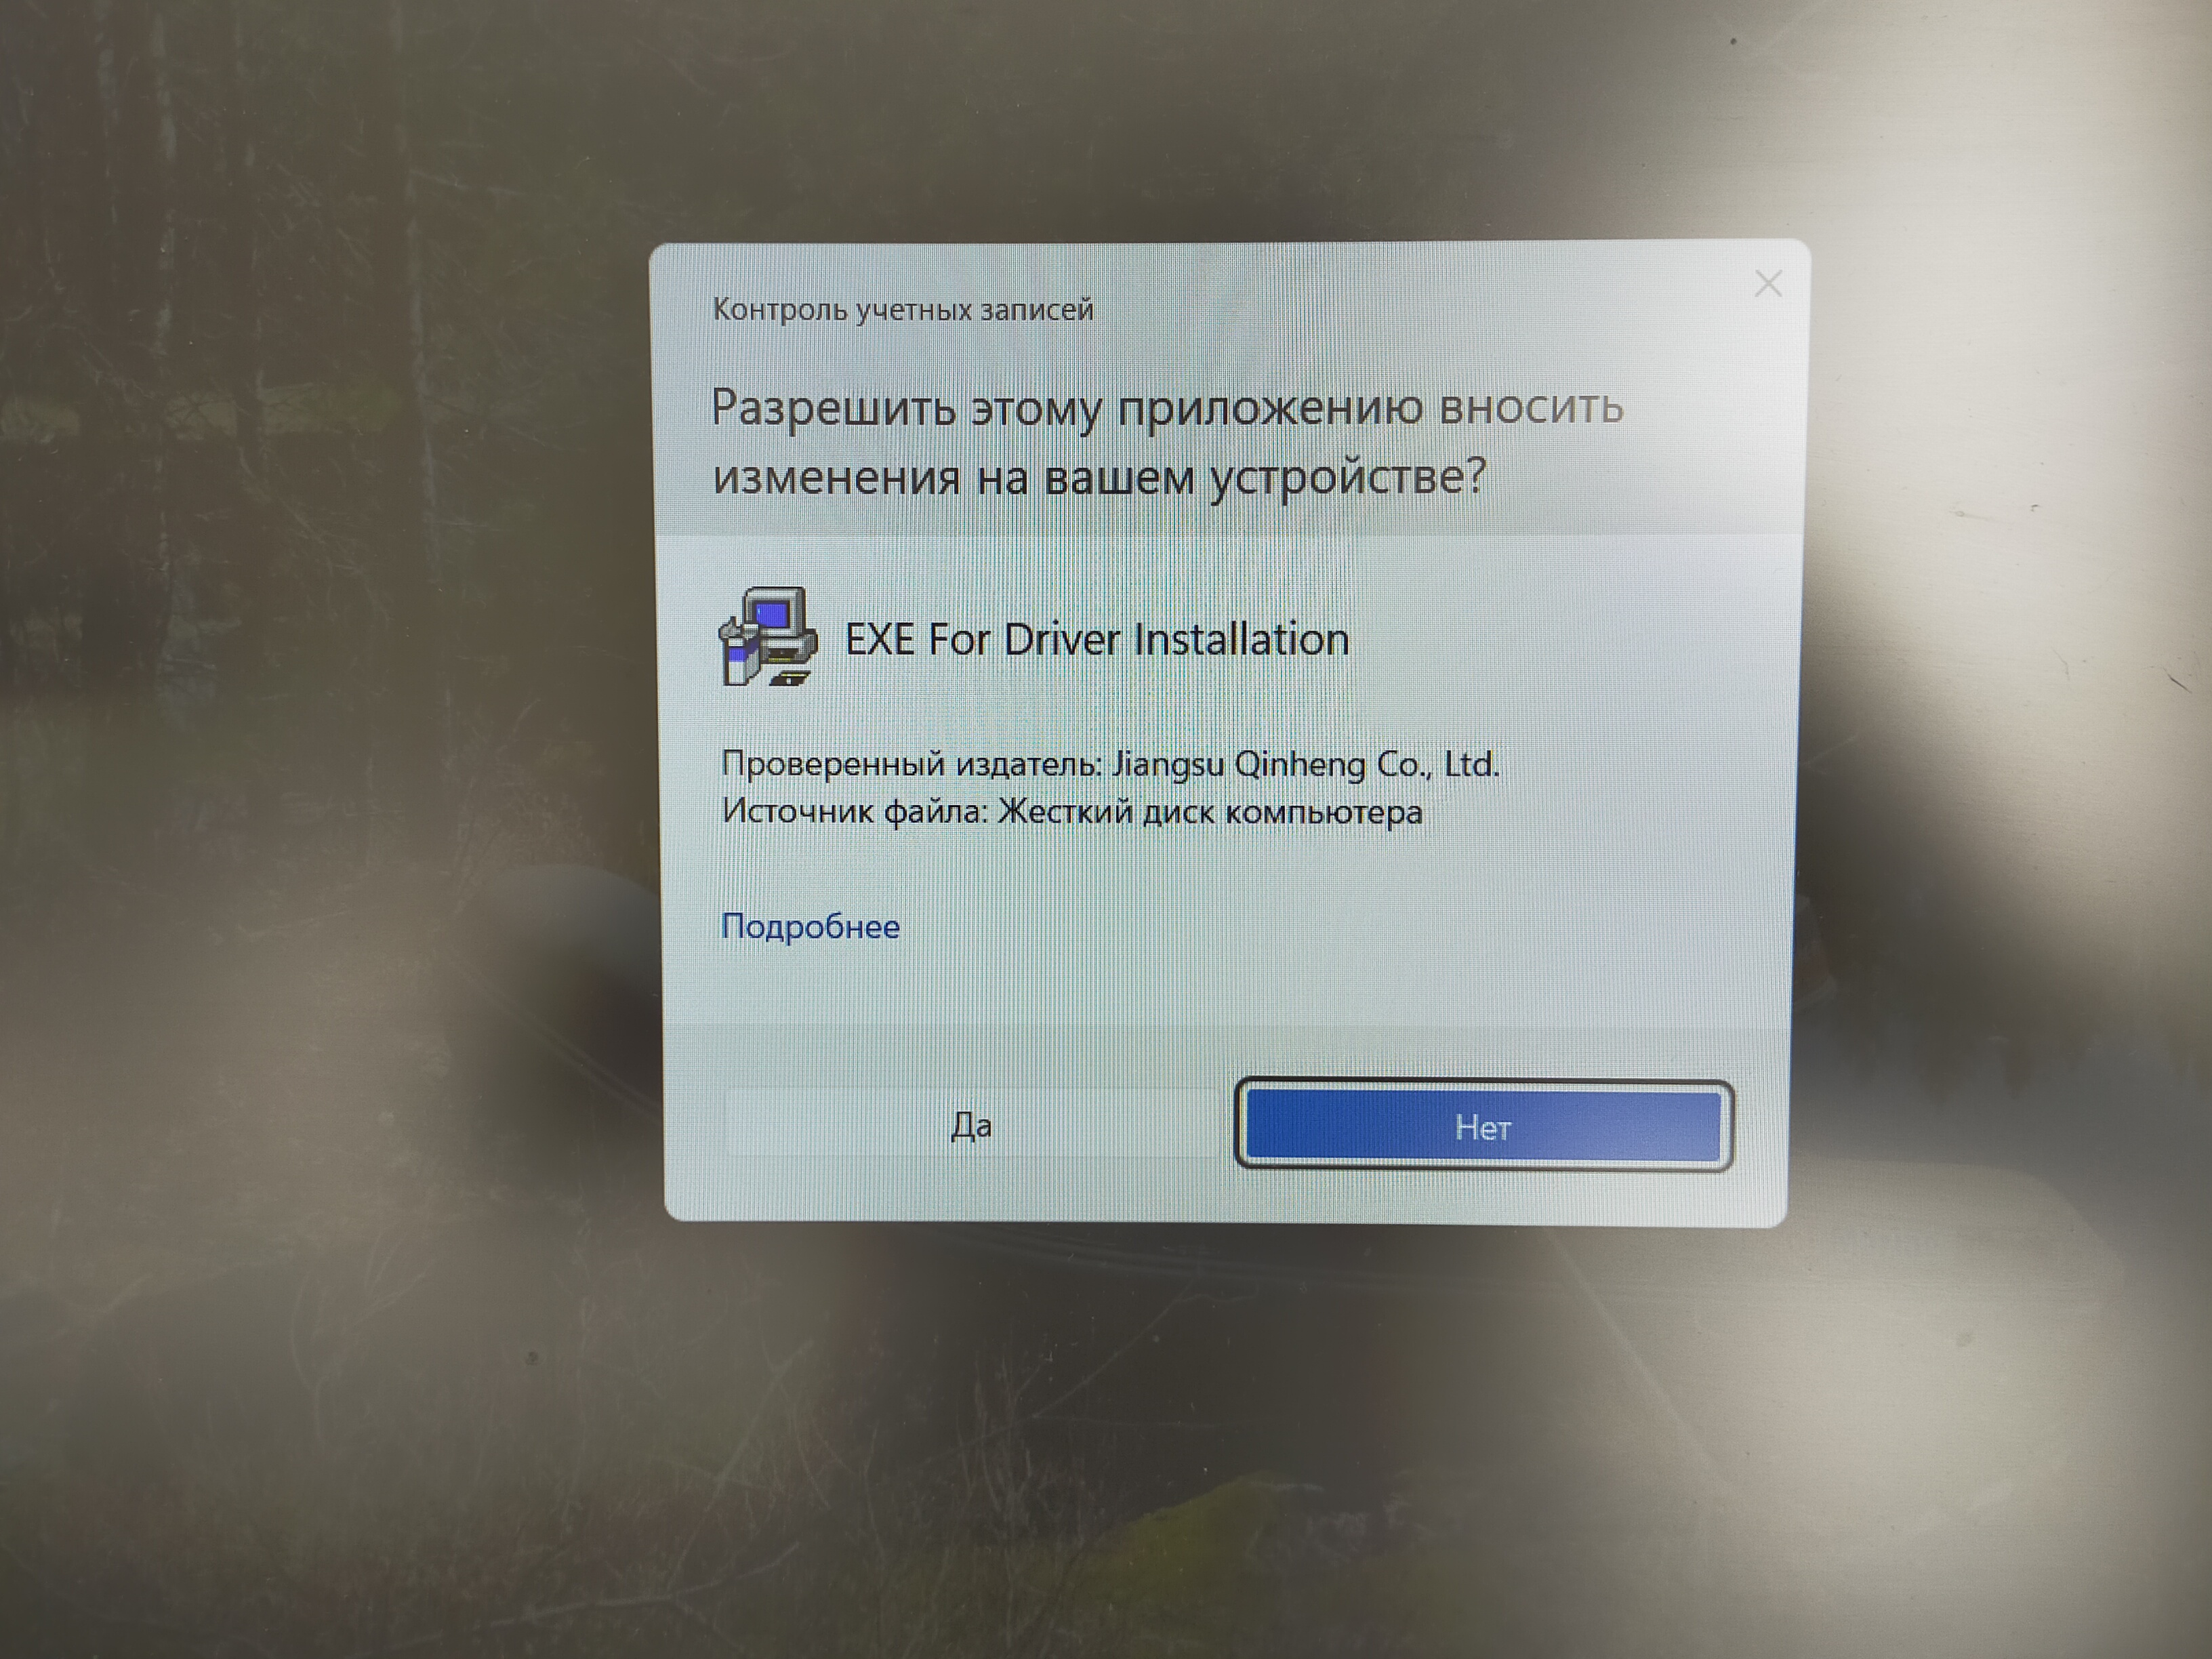 Контроль учетных записей
Разрешить этому приложению вносить
изменения на вашем устройстве?
EXE For Driver Installation
Проверенный издатель: Jiangsu Qinheng Co., Ltd.
Источник файла: Жесткий диск компьютера
Подробнее
Да
Нет